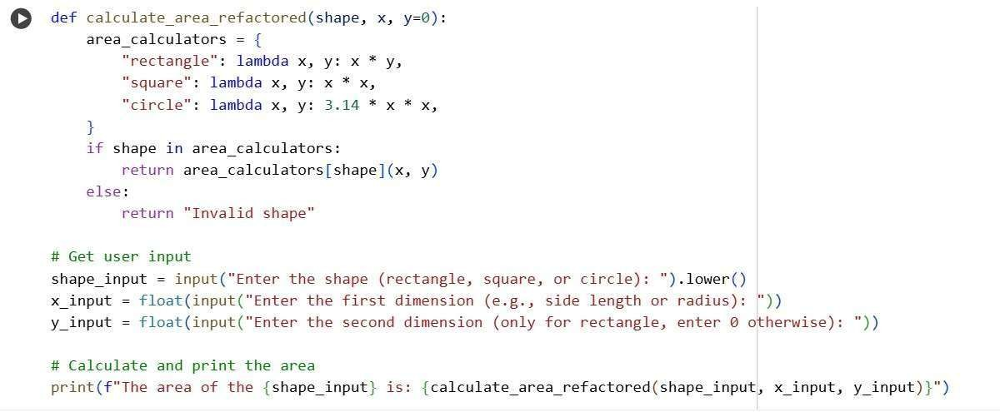 def calculate_area_refactored(shape, x, y=0):
    area_calculators = {
        "rectangle": lambda x, y: x * y,
        "square": lambda x, y: x * x,
        "circle": lambda x, y: 3.14 * x * x,
    }
    if shape in area_calculators:
        return area_calculators[shape](x, y)
    else:
        return "Invalid shape"

# Get user input
shape_input = input("Enter the shape (rectangle, square, or circle): ").lower()
x_input = float(input("Enter the first dimension (e.g., side length or radius): "))
y_input = float(input("Enter the second dimension (only for rectangle, enter 0 otherwise): "))

# Calculate and print the area
print(f"The area of the {shape_input} is: {calculate_area_refactored(shape_input, x_input, y_input)}")